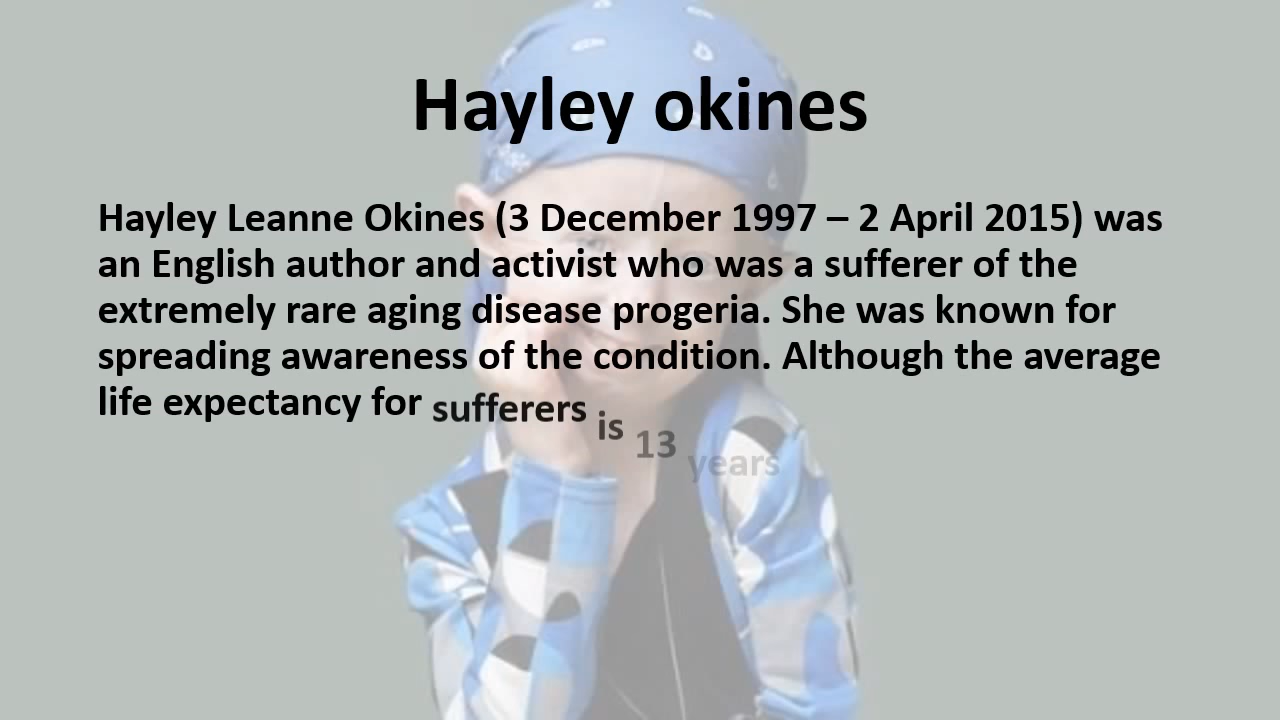 Hayley okines
Hayley Leanne Okines (3 December 1997 – 2 April 2015) was
an English author and activist who was a sufferer of the
extremely rare aging disease progeria. She was known for
spreading awareness of the condition. Although the average
life expectancy for sufferers is 13 years